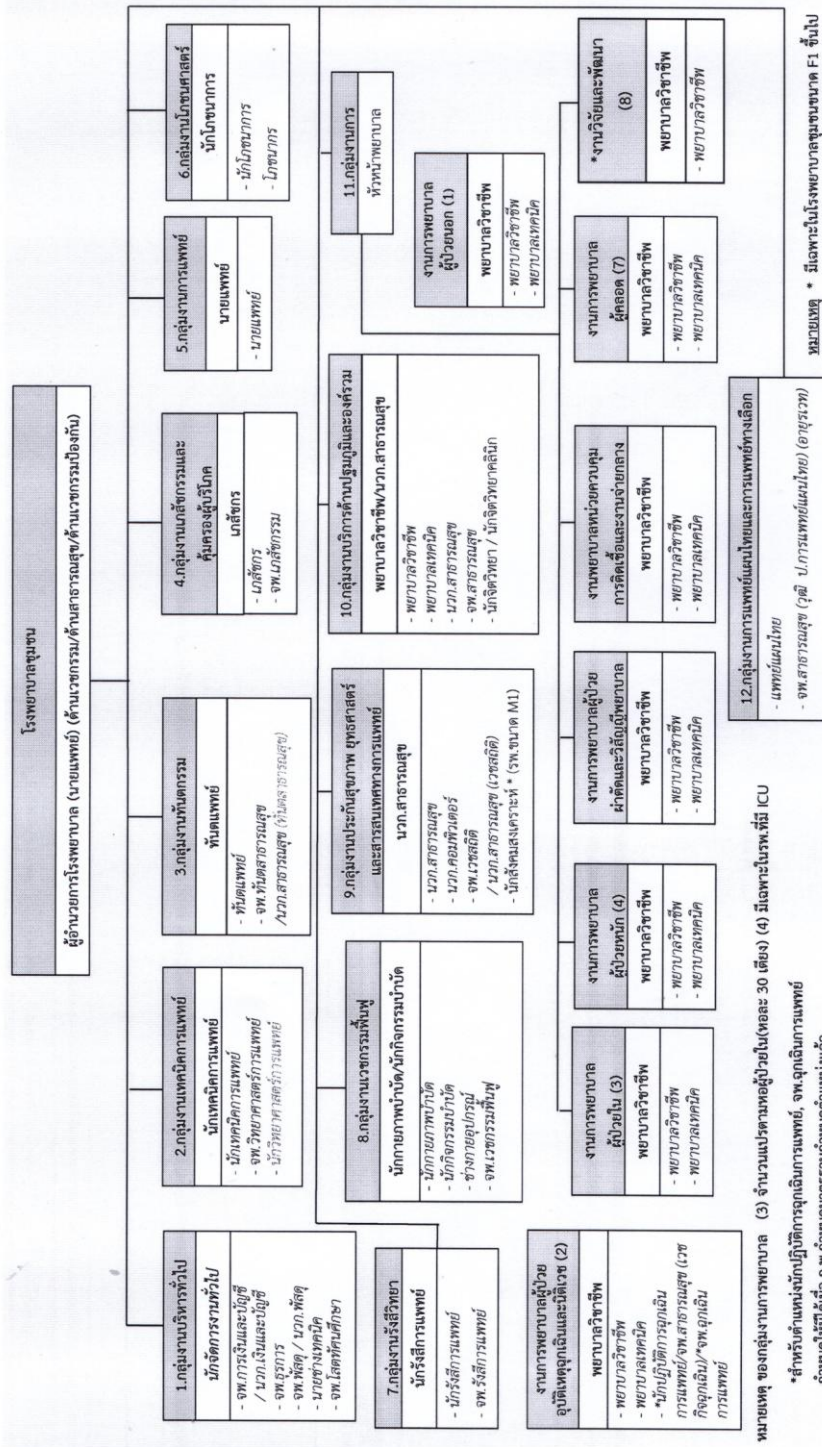 โรงพยาบาลชุมชน
ผู้อำนวยการโรงพยาบาล (นายแพทย์) (ด้านเวชกรรม/ด้านสาธารณสุข/ด้านเวชกรรมป้องกัน)
1.กลุ่มงานบริหารทั่วไป
นักจัดการงานทั่วไป
- จพ.การเงินและบัญชี
/ นวก.เงินและบัญชี
- จพ.ธุรการ
- จพ.พัสดุ / นวก.พัสดุ
- นายช่างเทคนิค
- จพ.โสตทัศนศึกษา
2.กลุ่มงานเทคนิคการแพทย์
นักเทคนิคการแพทย์
- นักเทคนิคการแพทย์
- จพ.วิทยาศาสตร์การแพทย์
- นักวิทยาศาสตร์การแพทย์
3.กลุ่มงานทันตกรรม
ทันตแพทย์
- ทันตแพทย์
- จพ.ทันตสาธารณสุข
/นวก.สาธารณสุข (ทันตสาธารณสุข)
4.กลุ่มงานเภสัชกรรมและ
คุ้มครองผู้บริโภค
เภสัชกร
- เภสัชกร
- จพ.เภสัชกรรม
5.กลุ่มงานการแพทย์
นายแพทย์
- นายแพทย์
6.กลุ่มงานโภชนศาสตร์
นักโภชนาการ
- นักโภชนาการ
- โภชนากร
7.กลุ่มงานรังสีวิทยา
นักรังสีการแพทย์
- นักรังสีการแพทย์
- จพ.รังสีการแพทย์
8.กลุ่มงานเวชกรรมฟื้นฟู
นักกายภาพบำบัด/นักกิจกรรมบำบัด
- นักกายภาพบำบัด
- นักกิจกรรมบำบัด
- ช่างกายอุปกรณ์
- จพ.เวชกรรมฟื้นฟู
9.กลุ่มงานประกันสุขภาพ ยุทธศาสตร์
และสารสนเทศทางการแพทย์
นวก.สาธารณสุข
- นวก.สาธารณสุข
- นวก.คอมพิวเตอร์
- จพ.เวชสถิติ
/ นวก.สาธารณสุข (เวชสถิติ)
- นักสังคมสงเคราะห์ * (รพ.ขนาด M1)
10.กลุ่มงานบริการด้านปฐมภูมิและองค์รวม
พยาบาลวิชาชีพ/นวก.สาธารณสุข
- พยาบาลวิชาชีพ
- พยาบาลเทคนิค
- นวก.สาธารณสุข
- จพ.สาธารณสุข
- นักจิตวิทยา / นักจิตวิทยาคลินิก
11.กลุ่มงานการ
หัวหน้าพยาบาล
งานการพยาบาล
ผู้ป่วยนอก (1)
พยาบาลวิชาชีพ
- พยาบาลวิชาชีพ
- พยาบาลเทคนิค
งานการพยาบาลผู้ป่วย
อุบัติเหตุฉุกเฉินและนิติเวช (2)
พยาบาลวิชาชีพ
- พยาบาลวิชาชีพ
- พยาบาลเทคนิค
- *นักปฏิบัติการฉุกเฉิน
การแพทย์/จพ.สาธารณสุข (เวช
กิจฉุกเฉิน)/*จพ.ฉุกเฉิน
การแพทย์
งานการพยาบาล
ผู้ป่วยใน (3)
พยาบาลวิชาชีพ
- พยาบาลวิชาชีพ
- พยาบาลเทคนิค
งานการพยาบาล
ผู้ป่วยหนัก (4)
พยาบาลวิชาชีพ
- พยาบาลวิชาชีพ
- พยาบาลเทคนิค
งานการพยาบาลผู้ป่วย
ผ่าตัดและวิสัญญีพยาบาล
พยาบาลวิชาชีพ
- พยาบาลวิชาชีพ
- พยาบาลเทคนิค
งานพยาบาลหน่วยควบคุม
การติดเชื้อและงานจ่ายกลาง
พยาบาลวิชาชีพ
- พยาบาลวิชาชีพ
- พยาบาลเทคนิค
งานการพยาบาล
ผู้คลอด (7)
พยาบาลวิชาชีพ
- พยาบาลวิชาชีพ
- พยาบาลเทคนิค
*งานวิจัยและพัฒนา
(8)
พยาบาลวิชาชีพ
- พยาบาลวิชาชีพ
12.กลุ่มงานการแพทย์แผนไทยและการแพทย์ทางเลือก
- แพทย์แผนไทย
- จพ.สาธารณสุข (วุฒิ ป.การแพทย์แผนไทย) (อายุรเวท)
หมายเหตุ ของกลุ่มงานการพยาบาล (3) จำนวนแปรตามหอผู้ป่วยใน(หอละ 30 เตียง) (4) มีเฉพาะในรพ.ที่มี ICU
หมายเหตุ * มีเฉพาะในโรงพยาบาลชุมชนขนาด F1 ขึ้นไป
*สำหรับตำแหน่งนักปฏิบัติการฉุกเฉินการแพทย์, จพ.ฉุกเฉินการแพทย์